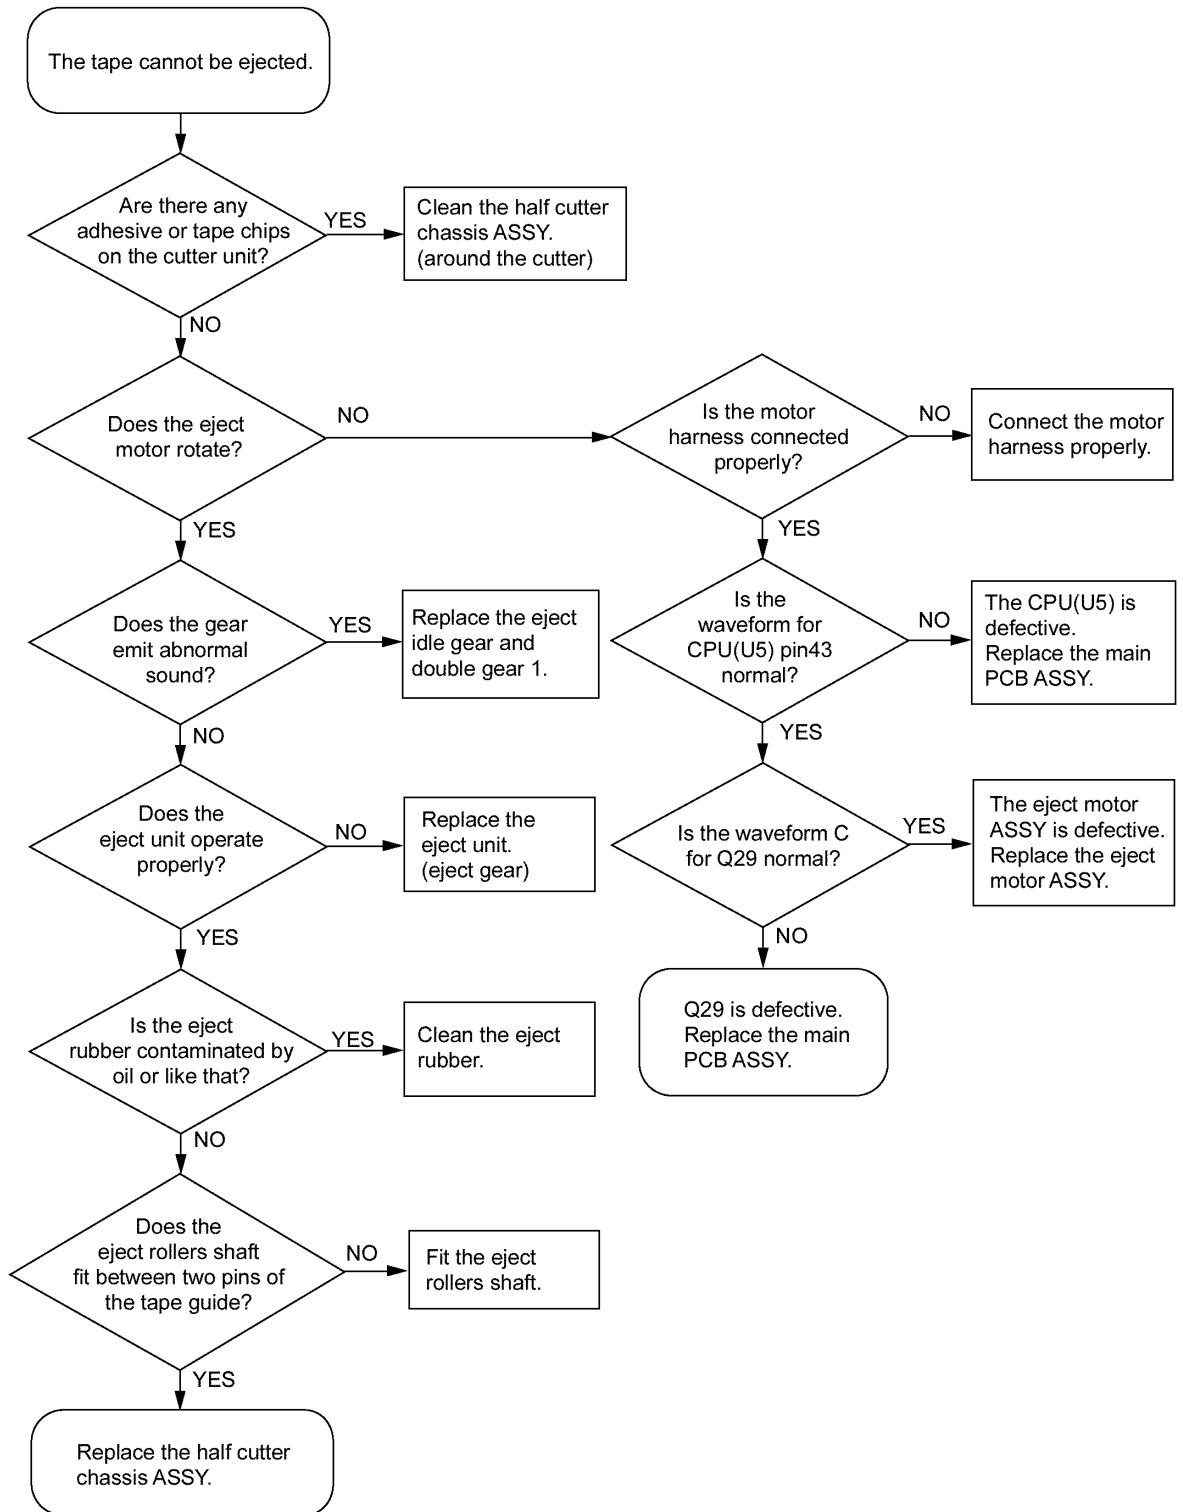 The tape cannot be ejected.
Are there any
adhesive or tape chips
on the cutter unit?
YES
Clean the half cutter
chassis ASSY.
(around the cutter)
NO
Does the eject
motor rotate?
NO
Is the motor
harness connected
properly?
NO
Connect the motor
harness properly.
YES
YES
Does the gear
emit abnormal
sound?
YES
Replace the eject
idle gear and
double gear 1.
Is the
waveform for
CPU(U5) pin43
normal?
NO
The CPU(U5) is
defective.
Replace the main
PCB ASSY.
NO
YES
Does the
eject unit operate
properly?
NO
Replace the
eject unit.
(eject gear)
Is the waveform C
for Q29 normal?
YES
The eject motor
ASSY is defective.
Replace the eject
motor ASSY.
YES
NO
Is the eject
rubber contaminated by
oil or like that?
YES
Clean the eject
rubber.
Q29 is defective.
Replace the main
PCB ASSY.
NO
Does the
eject rollers shaft
fit between two pins of
the tape guide?
NO
Fit the eject
rollers shaft.
YES
Replace the half cutter
chassis ASSY.